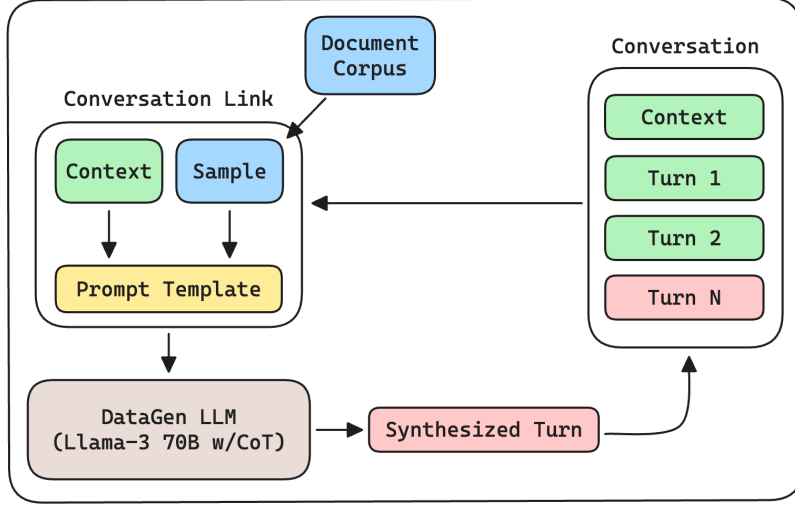 Document
Corpus
Conversation Link
Context
Sample
Prompt Template
DataGen LLM
(Llama-3 70B w/CoT)
Synthesized Turn
Conversation
Context
Turn 1
Turn 2
Turn N